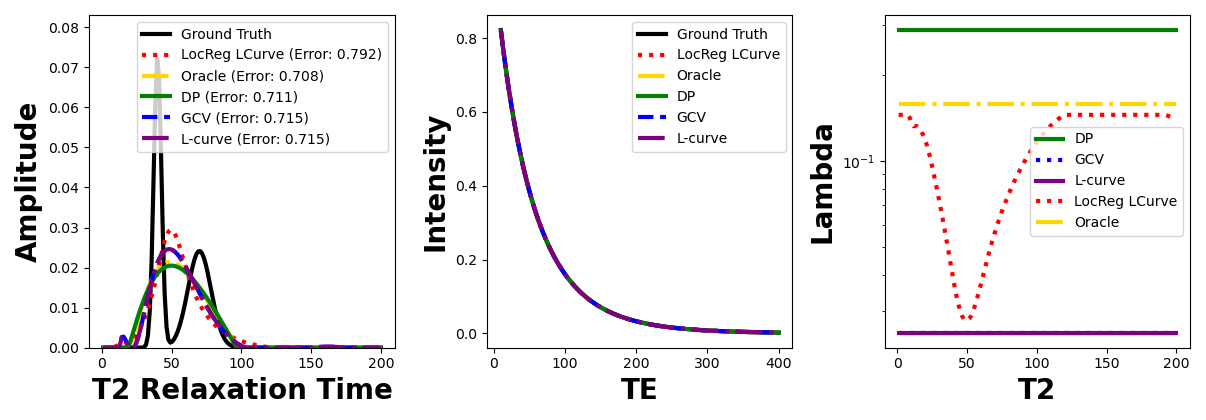 Amplitude
0.08
0.07
0.06
0.05
0.04
0.03
0.02
0.01
0.00
Ground Truth
LocReg LCurve (Error: 0.792)
Oracle (Error: 0.708)
DP (Error: 0.711)
GCV (Error: 0.715)
L-curve (Error: 0.715)
0 50 100 150 200
T2 Relaxation Time
Intensity
0.8
0.6
0.4
0.2
0.0
Ground Truth
LocReg LCurve
Oracle
DP
GCV
L-curve
0 100 200 300 400
TE
Lambda
10⁻¹
DP
GCV
L-curve
LocReg LCurve
Oracle
0 50 100 150 200
T2